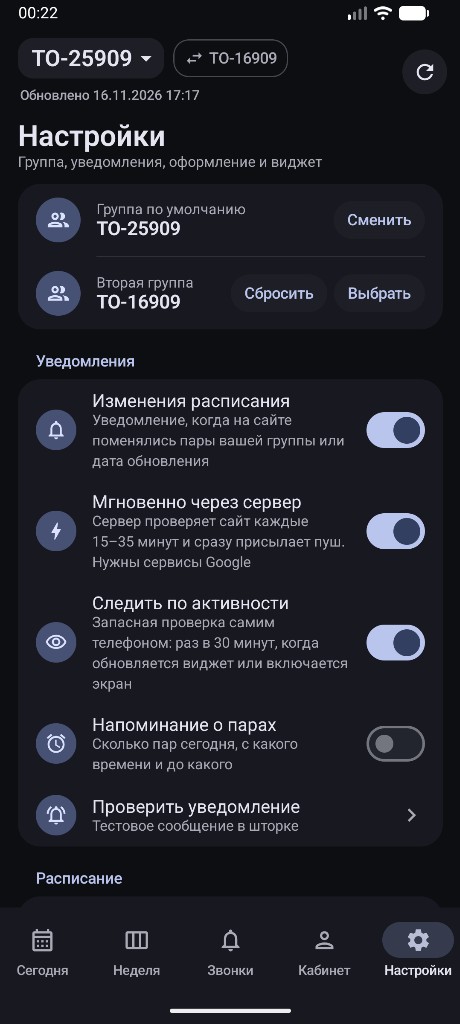 00:22
ТО-25909
ТО-16909
Обновлено 16.11.2026 17:17
Настройки
Группа, уведомления, оформление и виджет
Группа по умолчанию
ТО-25909
Сменить
Вторая группа
ТО-16909
Сбросить
Выбрать
Уведомления
Изменения расписания
Уведомление, когда на сайте
поменялись пары вашей группы или
дата обновления
Мгновенно через сервер
Сервер проверяет сайт каждые
15–35 минут и сразу присылает пуш.
Нужны сервисы Google
Следить по активности
Запасная проверка самим
телефоном: раз в 30 минут, когда
обновляется виджет или включается
экран
Напоминание о парах
Сколько пар сегодня, с какого
времени и до какого
Проверить уведомление
Тестовое сообщение в шторке
Расписание
Сегодня
Неделя
Звонки
Кабинет
Настройки